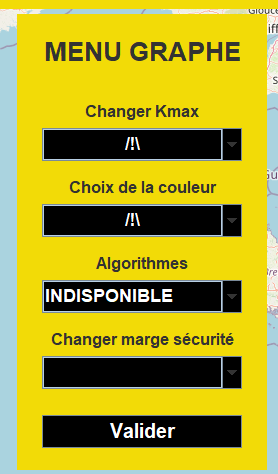 MENU GRAPHE
Changer Kmax
/!\
Choix de la couleur
/!\
Algorithmes
INDISPONIBLE
Changer marge sécurité
Valider